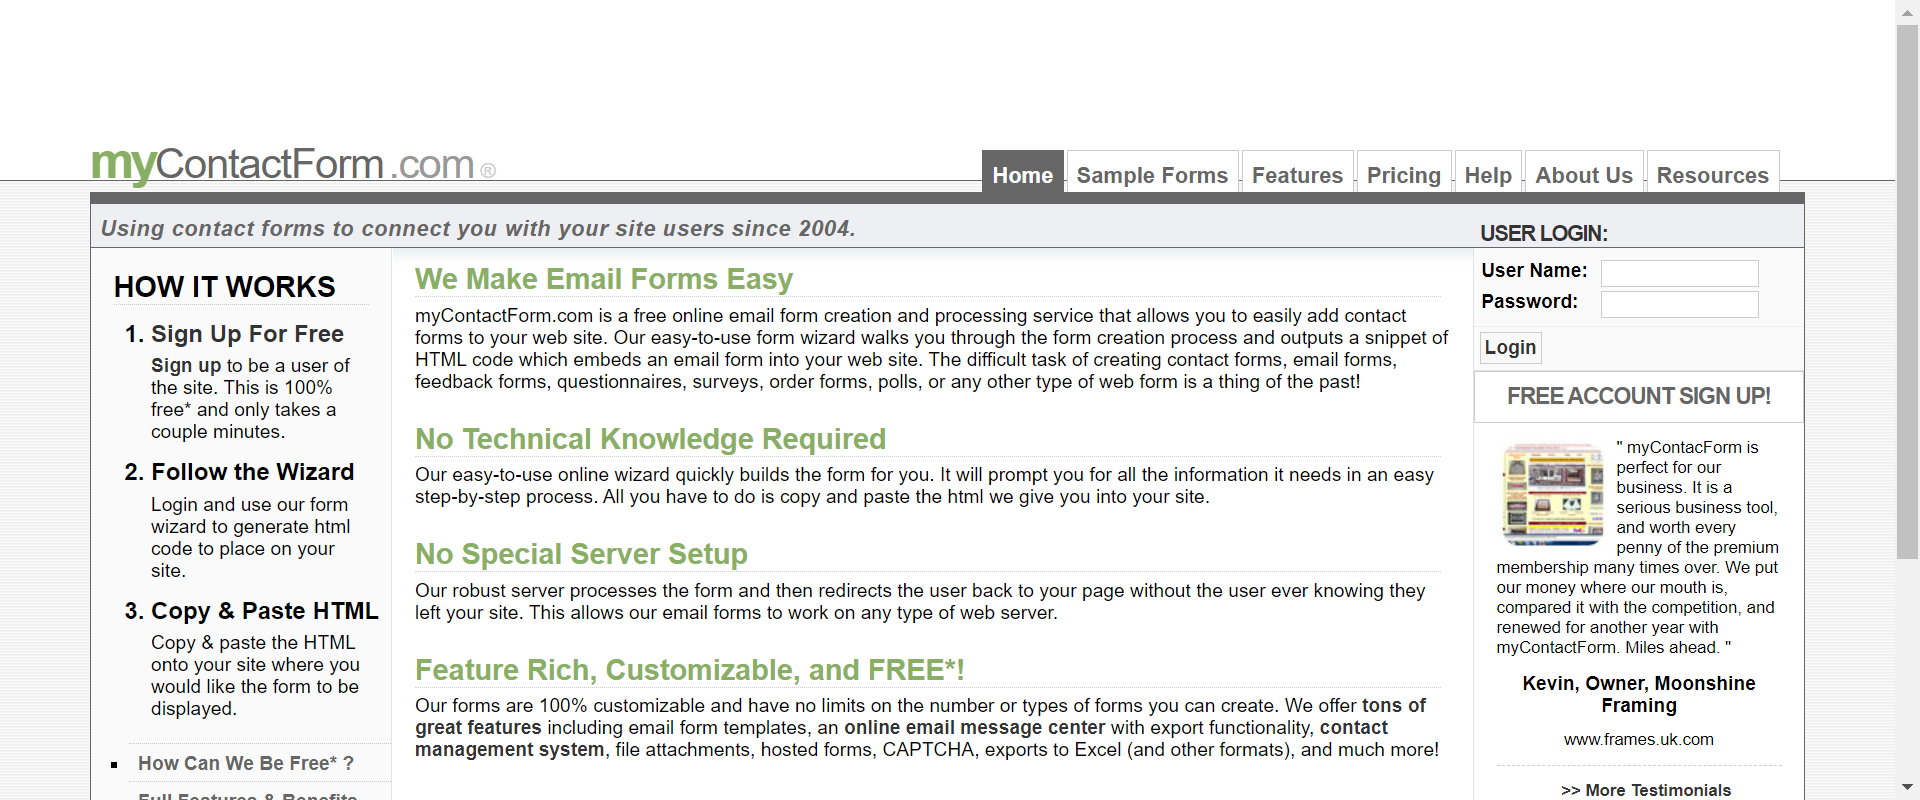 myContactForm.com ®
Home
Sample Forms
Features
Pricing
Help
About Us
Resources
Using contact forms to connect you with your site users since 2004.
USER LOGIN:
HOW IT WORKS
1. Sign Up For Free
Sign up to be a user of
the site. This is 100%
free* and only takes a
couple minutes.
2. Follow the Wizard
Login and use our form
wizard to generate html
code to place on your
site.
3. Copy & Paste HTML
Copy & paste the HTML
onto your site where you
would like the form to be
displayed.
How Can We Be Free* ?
Full Features & Benefits
We Make Email Forms Easy
myContactForm.com is a free online email form creation and processing service that allows you to easily add contact
forms to your web site. Our easy-to-use form wizard walks you through the form creation process and outputs a snippet of
HTML code which embeds an email form into your web site. The difficult task of creating contact forms, email forms,
feedback forms, questionnaires, surveys, order forms, polls, or any other type of web form is a thing of the past!
No Technical Knowledge Required
Our easy-to-use online wizard quickly builds the form for you. It will prompt you for all the information it needs in an easy
step-by-step process. All you have to do is copy and paste the html we give you into your site.
No Special Server Setup
Our robust server processes the form and then redirects the user back to your page without the user ever knowing they
left your site. This allows our email forms to work on any type of web server.
Feature Rich, Customizable, and FREE*!
Our forms are 100% customizable and have no limits on the number or types of forms you can create. We offer tons of
great features including email form templates, an online email message center with export functionality, contact
management system, file attachments, hosted forms, CAPTCHA, exports to Excel (and other formats), and much more!
User Name:
Password:
Login
FREE ACCOUNT SIGN UP!
" myContacForm is
perfect for our
business. It is a
serious business tool,
and worth every
penny of the premium
membership many times over. We put
our money where our mouth is,
compared it with the competition, and
renewed for another year with
myContactForm. Miles ahead. "
Kevin, Owner, Moonshine
Framing
www.frames.uk.com
>> More Testimonials